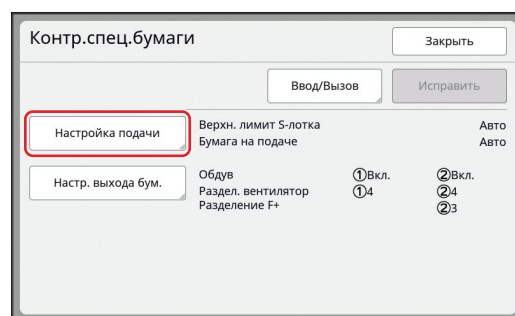 Контр.спец.бумаги Закрыть
Ввод/Вызов Исправить
Настройка подачи Верхн. лимит S-лотка Авто
Бумага на подаче Авто
Настр. выхода бум. Обдув ①Вкл. ②Вкл.
Раздел. вентилятор ①4 ②4
Разделение F+ ②3